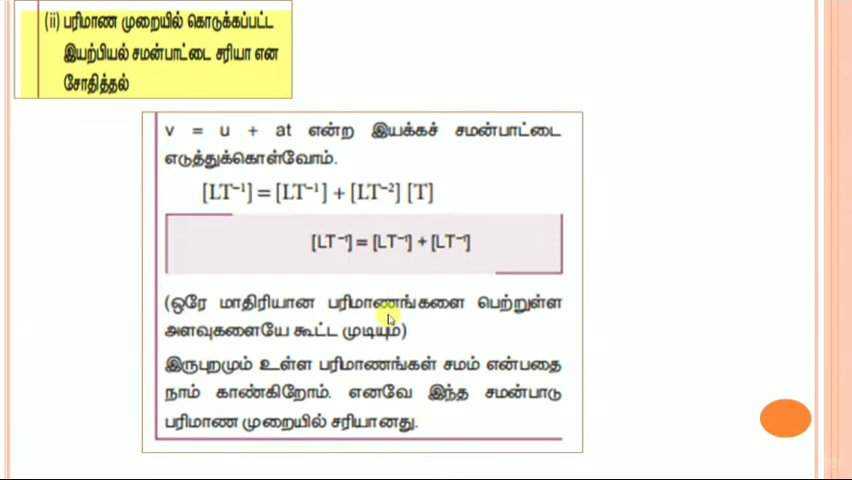 (ii) பரிமாண முறையில் கொடுக்கப்பட்ட
இயற்பியல் சமன்பாட்டை சரியா என
சோதித்தல்
v = u + at என்ற இயக்கச் சமன்பாட்டை
எடுத்துக்கொள்வோம்.
[LT⁻¹] = [LT⁻¹] + [LT⁻²] [T]
[LT⁻¹] = [LT⁻¹] + [LT⁻¹]
(ஒரே மாதிரியான பரிமாணங்களை பெற்றுள்ள
அளவுகளையே கூட்ட முடியும்)
இருபுறமும் உள்ள பரிமாணங்கள் சமம் என்பதை
நாம் காண்கிறோம். எனவே இந்த சமன்பாடு
பரிமாண முறையில் சரியானது.